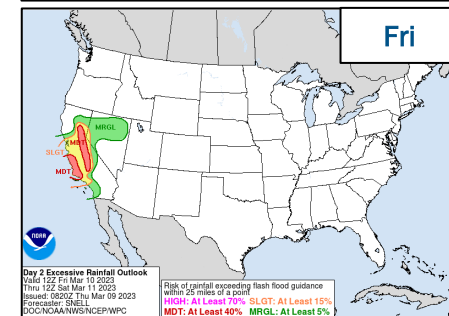 Fri
MRGL
MDT
SLGT
MDT
NOAA
Day 2 Excessive Rainfall Outlook
Valid 12Z Fri Mar 10 2023
Thru 12Z Sat Mar 11 2023
Issued: 0820Z Thu Mar 09 2023
Forecaster: SNELL
DOC/NOAA/NWS/NCEP/WPC
Risk of rainfall exceeding flash flood guidance
within 25 miles of a point
HIGH: At Least 70% SLGT: At Least 15%
MDT: At Least 40% MRGL: At Least 5%